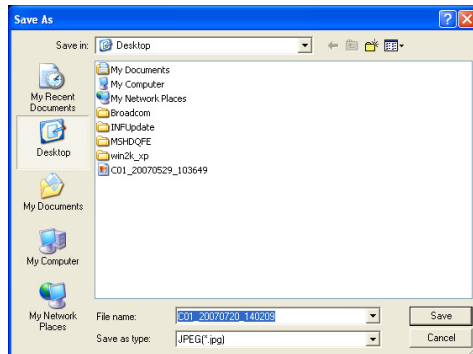 Save As
Save in:
Desktop
My Recent
Documents
Desktop
My Documents
My Computer
My Network
Places
My Documents
My Computer
My Network Places
Broadcom
INFUpdate
MSHDQFE
win2k_xp
C01_20070529_103649
File name:
C01_20070720_140209
Save
Save as type:
JPEG(*.jpg)
Cancel